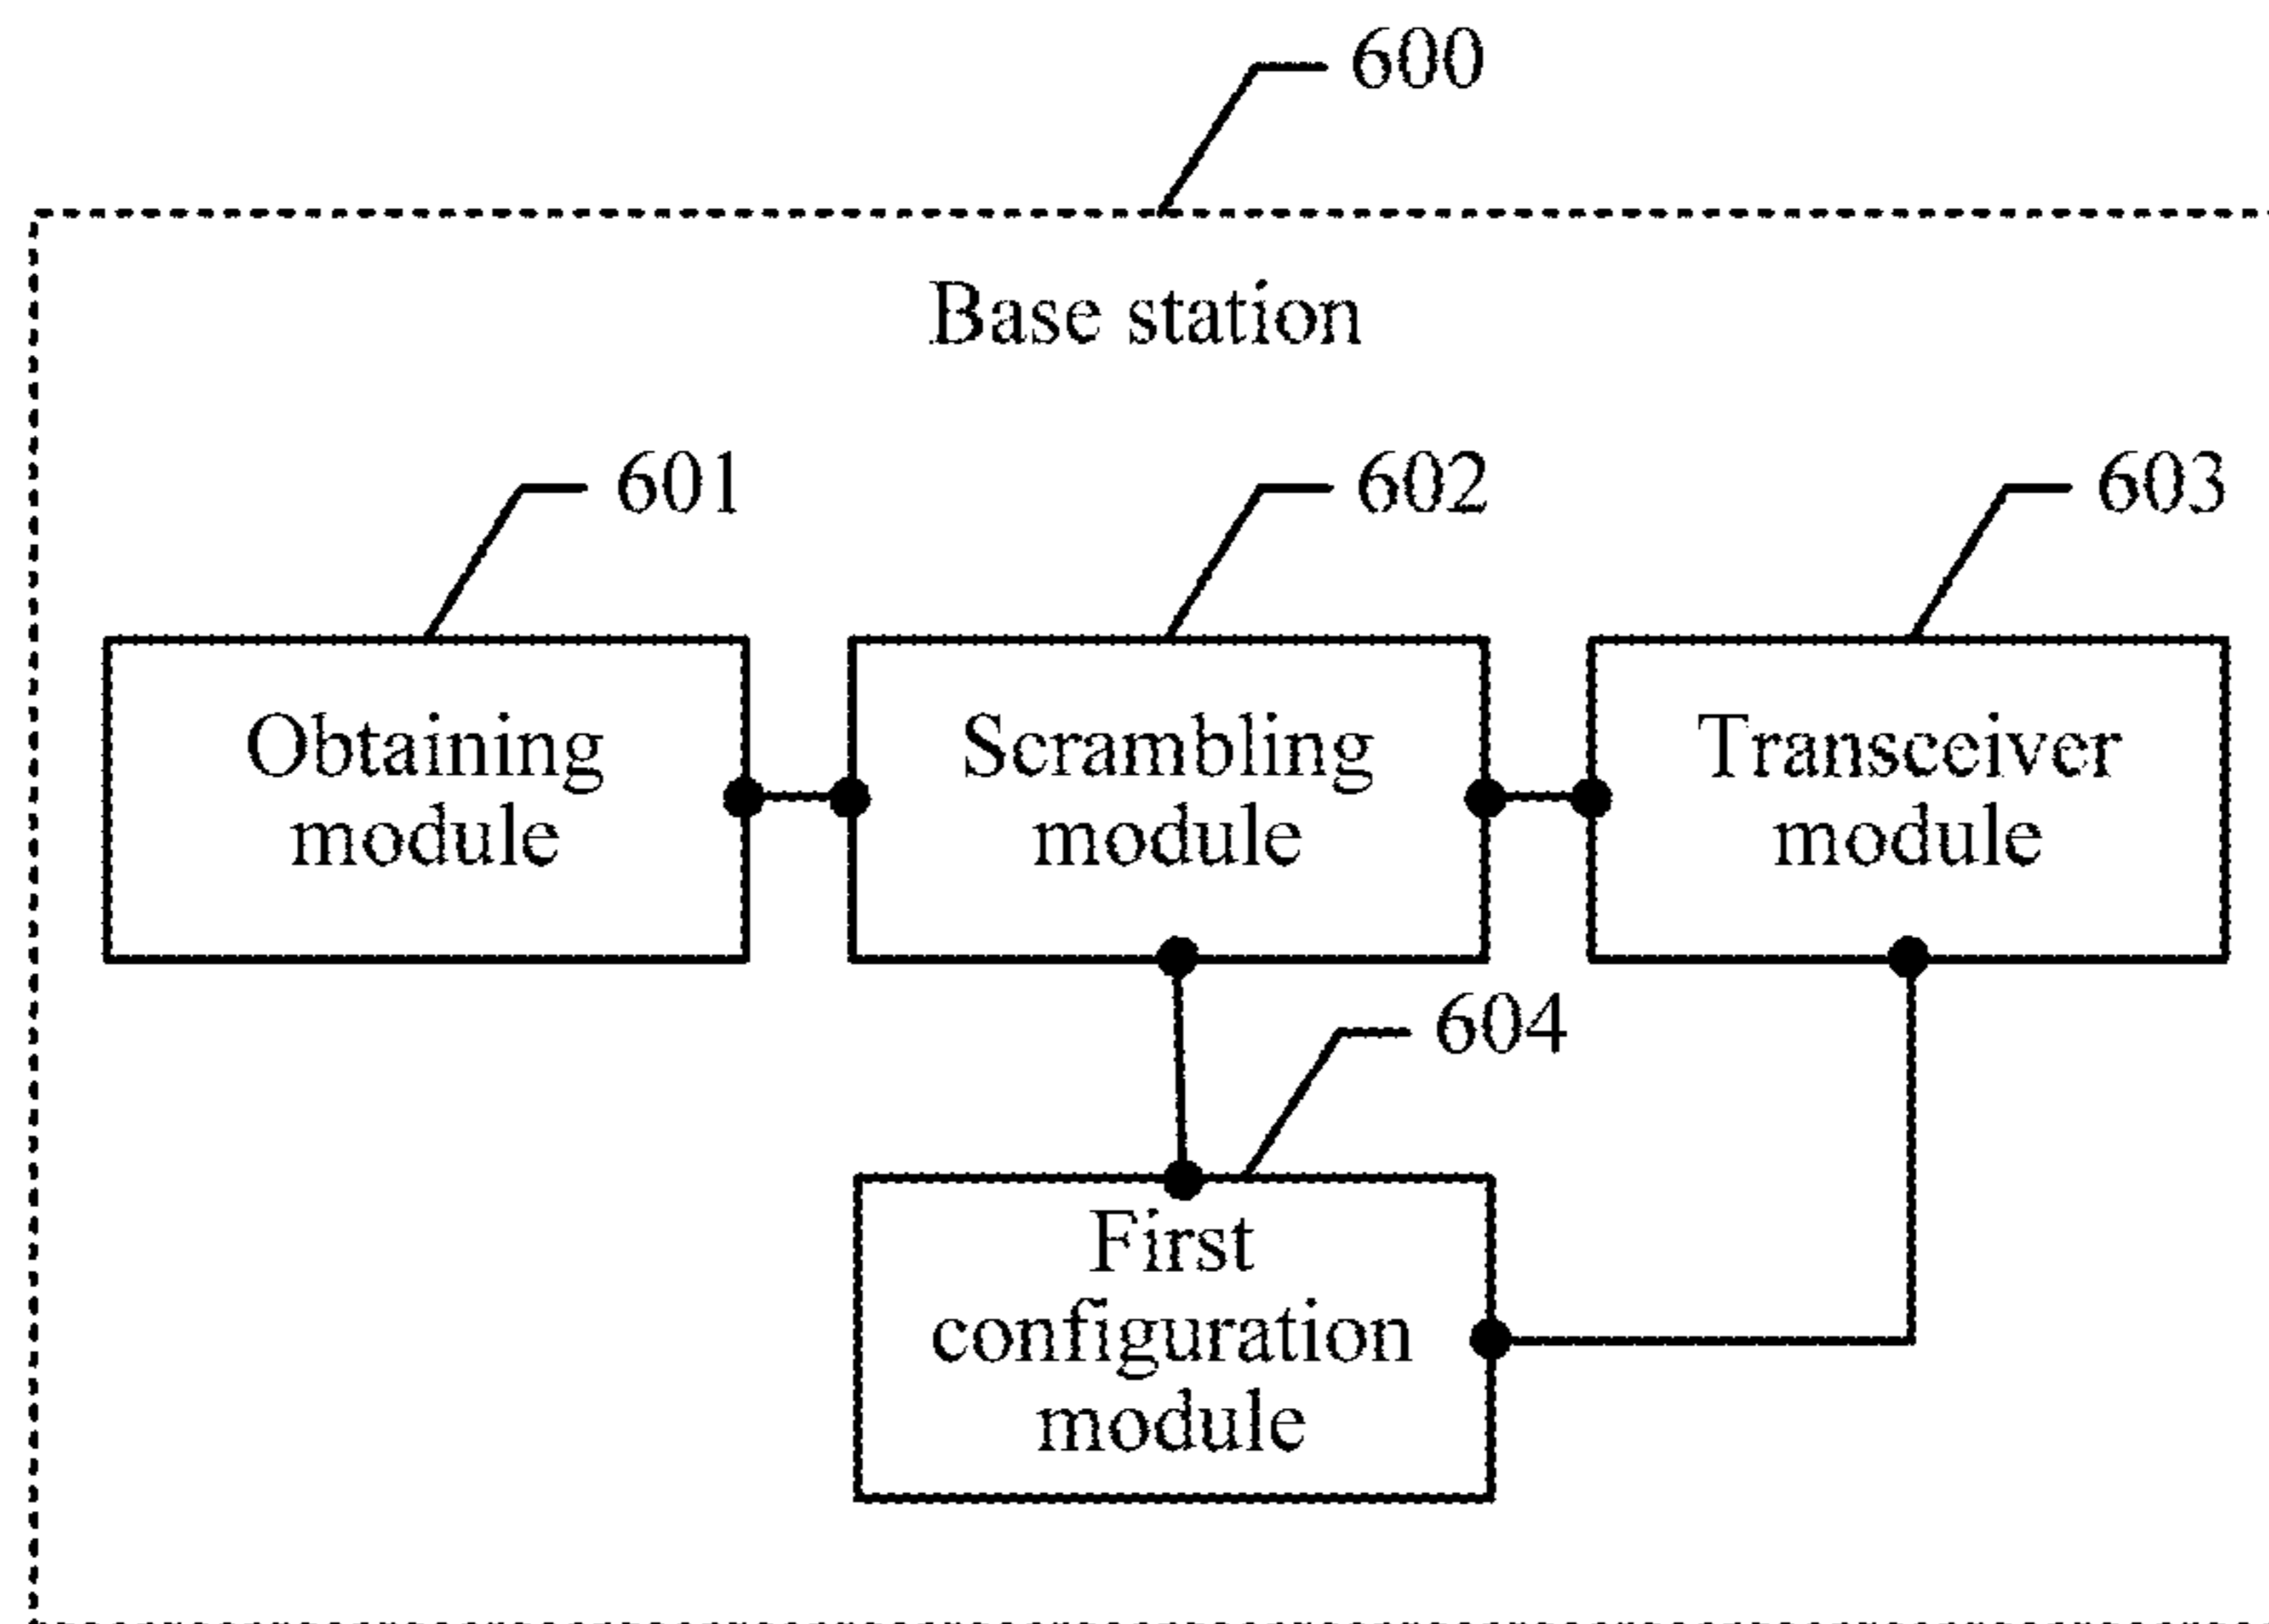 600
Base station
601
602
603
Obtaining
module
Scrambling
module
Transceiver
module
604
First
configuration
module